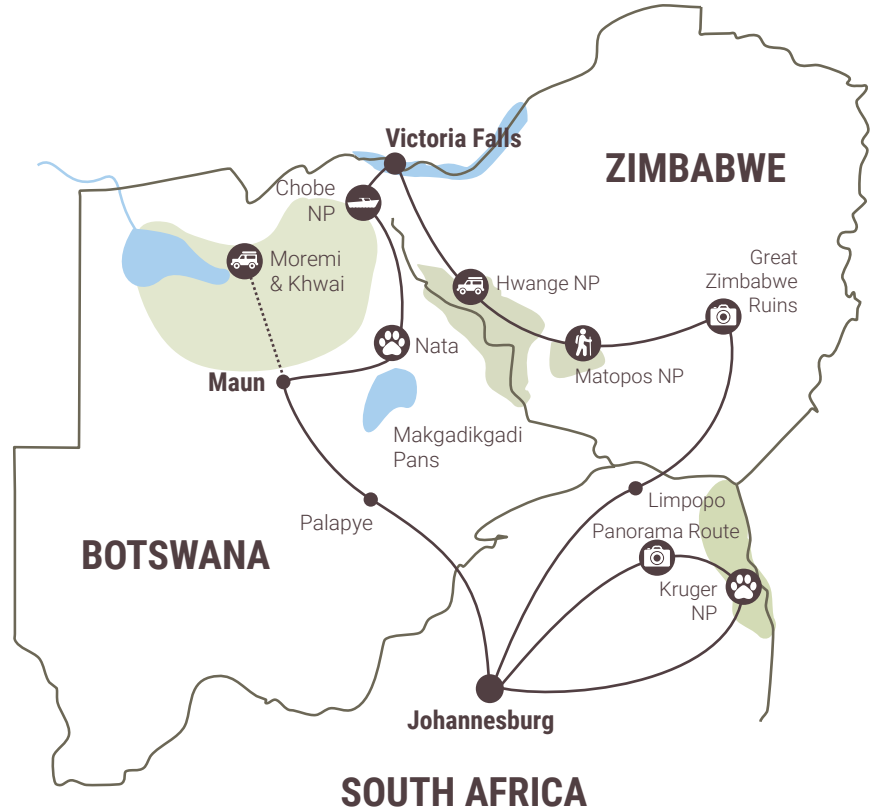 Victoria Falls
ZIMBABWE
Chobe
NP
Moremi
& Khwai
Hwange NP
Great
Zimbabwe
Ruins
Nata
Matopos NP
Maun
Makgadikgadi
Pans
Limpopo
Palapye
Panorama Route
BOTSWANA
Kruger
NP
Johannesburg
SOUTH AFRICA